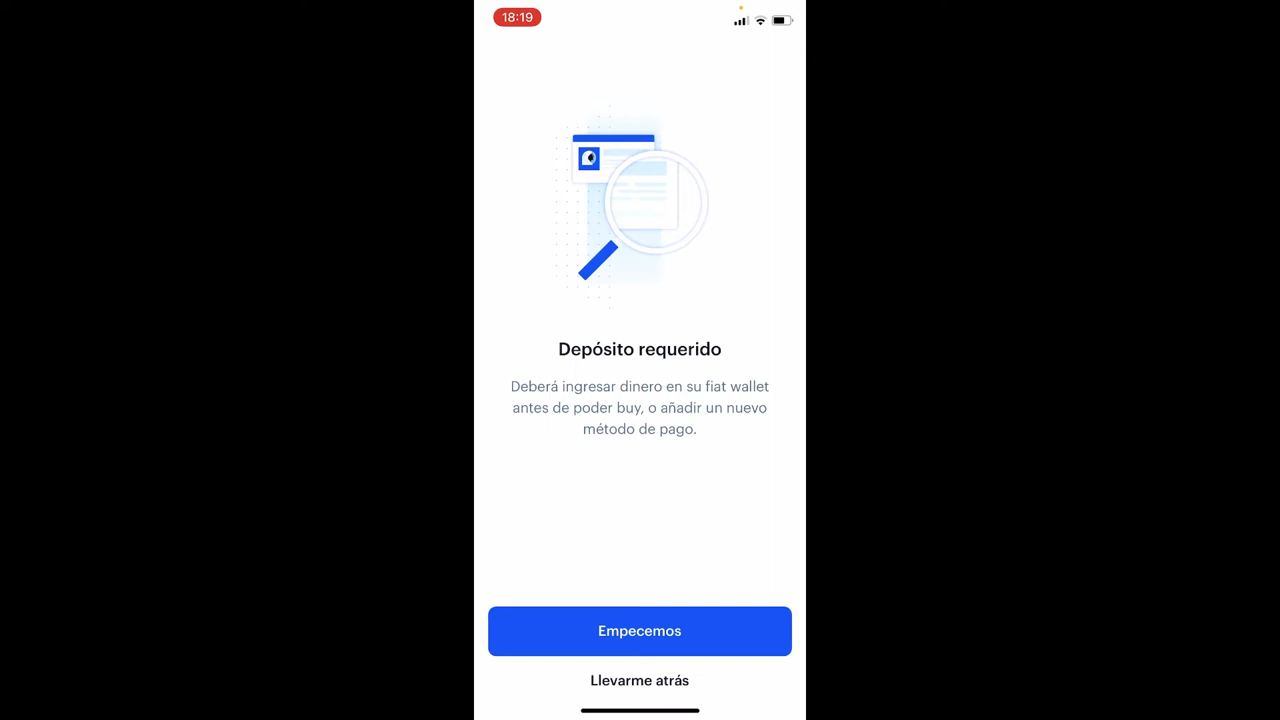 18:19
Depósito requerido
Deberá ingresar dinero en su fiat wallet
antes de poder buy, o añadir un nuevo
método de pago.
Empecemos
Llevarme atrás